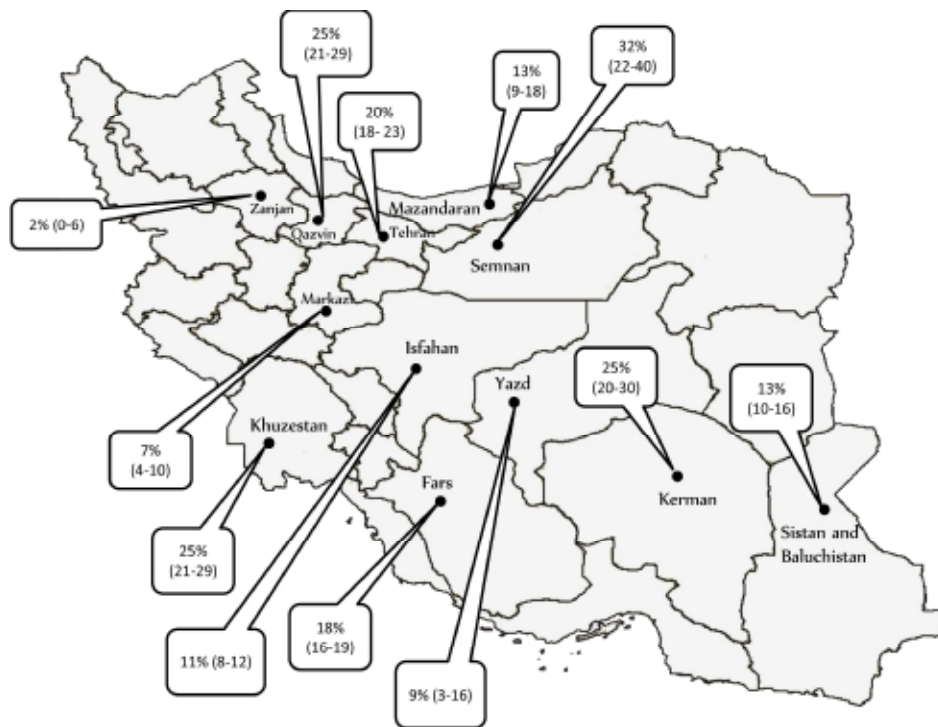 25%
(21-29)
32%
(22-40)
13%
(9-18)
20%
(18- 23)
2% (0-6)
Zanjan
Qazvin
Mazandaran
Tehran
Semnan
Markazi
Isfahan
Yazd
25%
(20-30)
13%
(10-16)
Khuzestan
7%
(4-10)
Fars
Kerman
Sistan and
Baluchistan
25%
(21-29)
18%
(16-19)
11% (8-12)
9% (3-16)